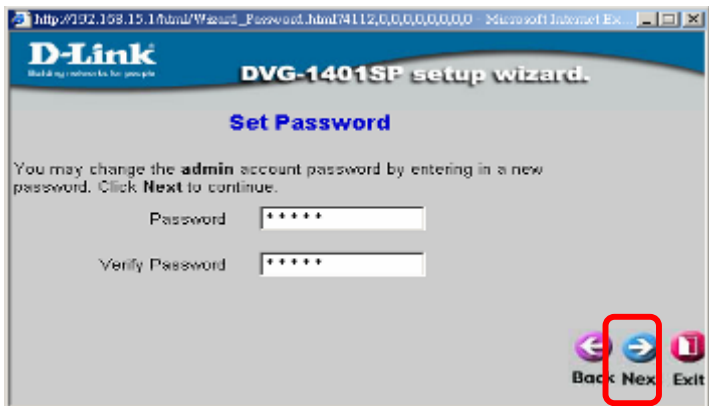 http://192.168.15.1/html/Wizard_Password.html?4112,0,0,0,0,0,0,0,0 - Microsoft Internet Ex...
D-Link
Building networks for people
DVG-1401SP setup wizard.
Set Password
You may change the admin account password by entering in a new
password. Click Next to continue.
Password *****
Verify Password *****
Back Next Exit